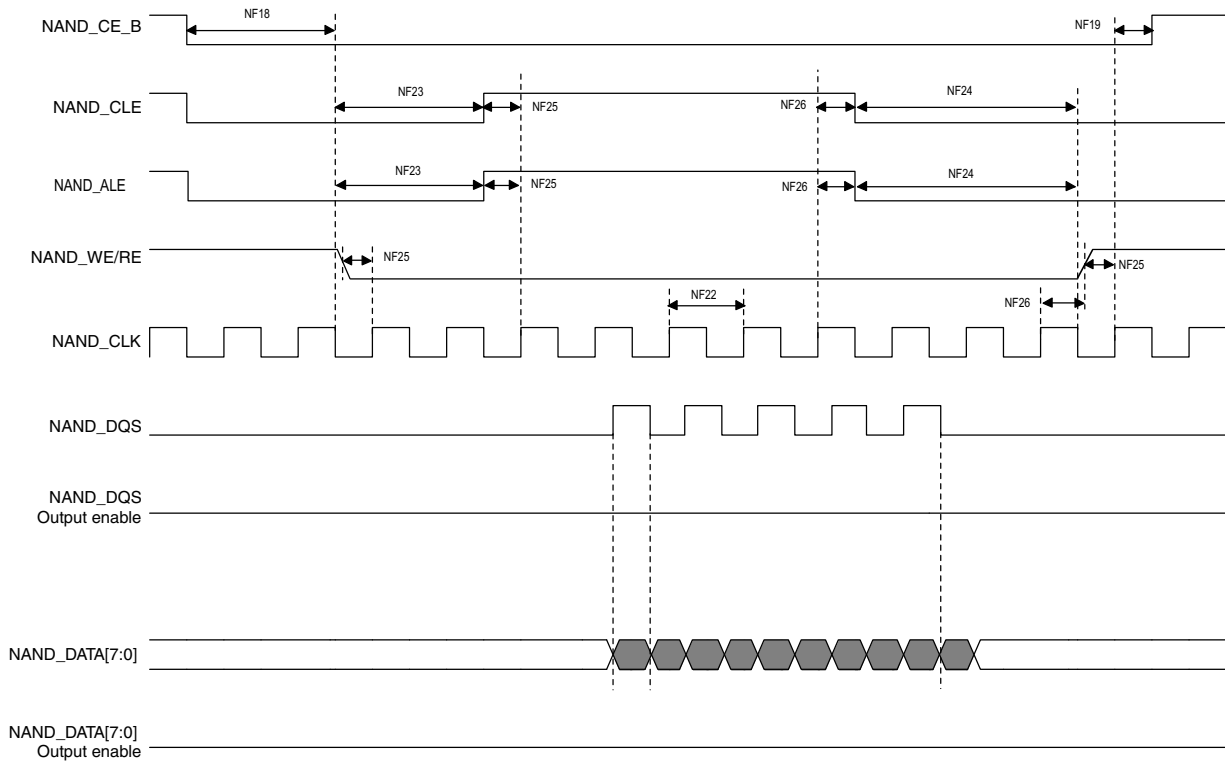 NF18
NF19
NAND_CE_B
NF23
NF25
NF26
NF24
NAND_CLE
NF23
NF25
NF26
NF24
NAND_ALE
NAND_WE/RE
NF25
NF25
NF22
NF26
NAND_CLK
NAND_DQS
NAND_DQS
Output enable
NAND_DATA[7:0]
NAND_DATA[7:0]
Output enable